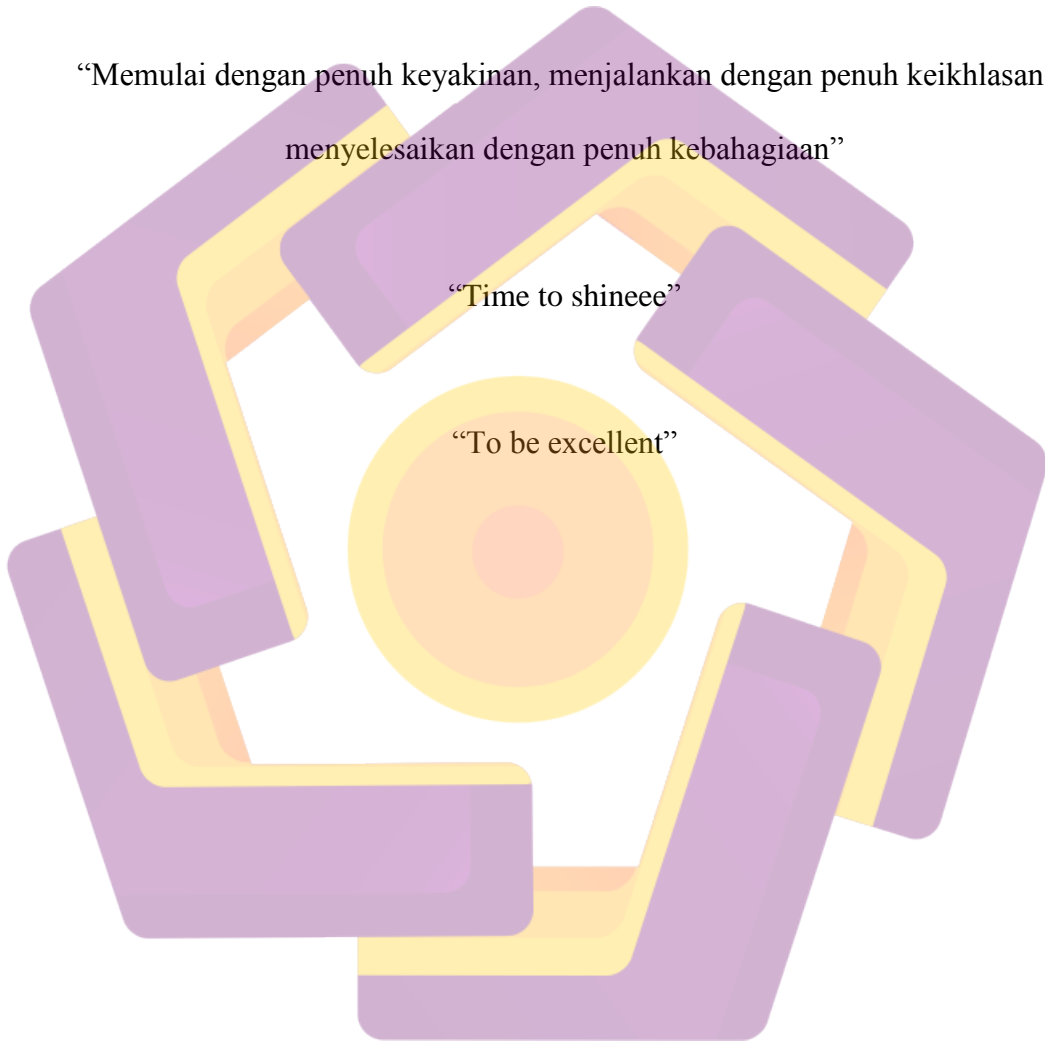 “Memulai dengan penuh keyakinan, menjalankan dengan penuh keikhlasan
menyelesaikan dengan penuh kebahagiaan”
“Time to shineee”
“To be excellent”